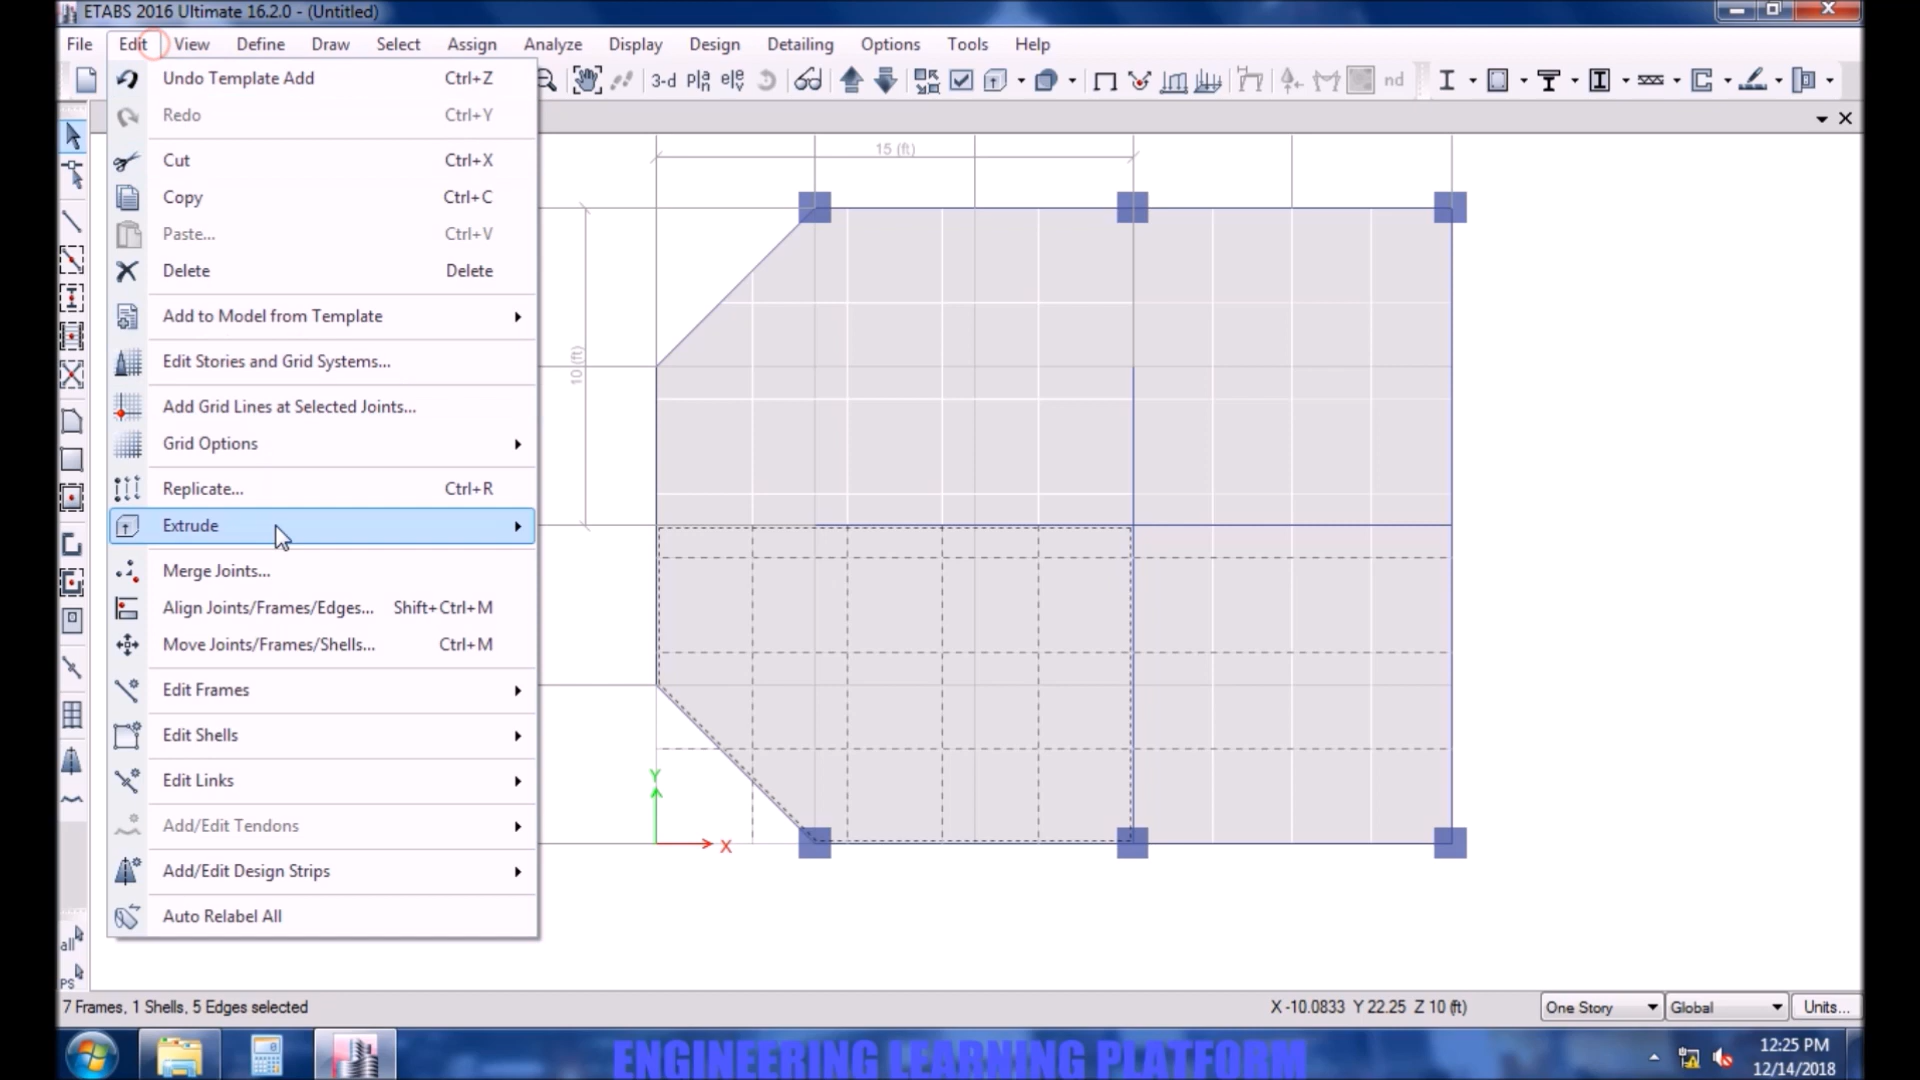 ETABS 2016 Ultimate 16.2.0 - (Untitled)
File Edit View Define Draw Select Assign Analyze Display Design Detailing Options Tools Help
3-d nd
Undo Template Add Ctrl+Z
Redo Ctrl+Y
Cut Ctrl+X
Copy Ctrl+C
Paste... Ctrl+V
Delete Delete
Add to Model from Template
Edit Stories and Grid Systems...
Add Grid Lines at Selected Joints...
Grid Options
Replicate... Ctrl+R
Extrude
Merge Joints...
Align Joints/Frames/Edges... Shift+Ctrl+M
Move Joints/Frames/Shells... Ctrl+M
Edit Frames
Edit Shells
Edit Links
Add/Edit Tendons
Add/Edit Design Strips
Auto Relabel All
15 (ft)
10 (ft)
Y
X
all
PS
7 Frames, 1 Shells, 5 Edges selected
X -10.0833 Y 22.25 Z 10 (ft)
One Story Global Units...
ENGINEERING LEARNING PLATFORM
12:25 PM
12/14/2018